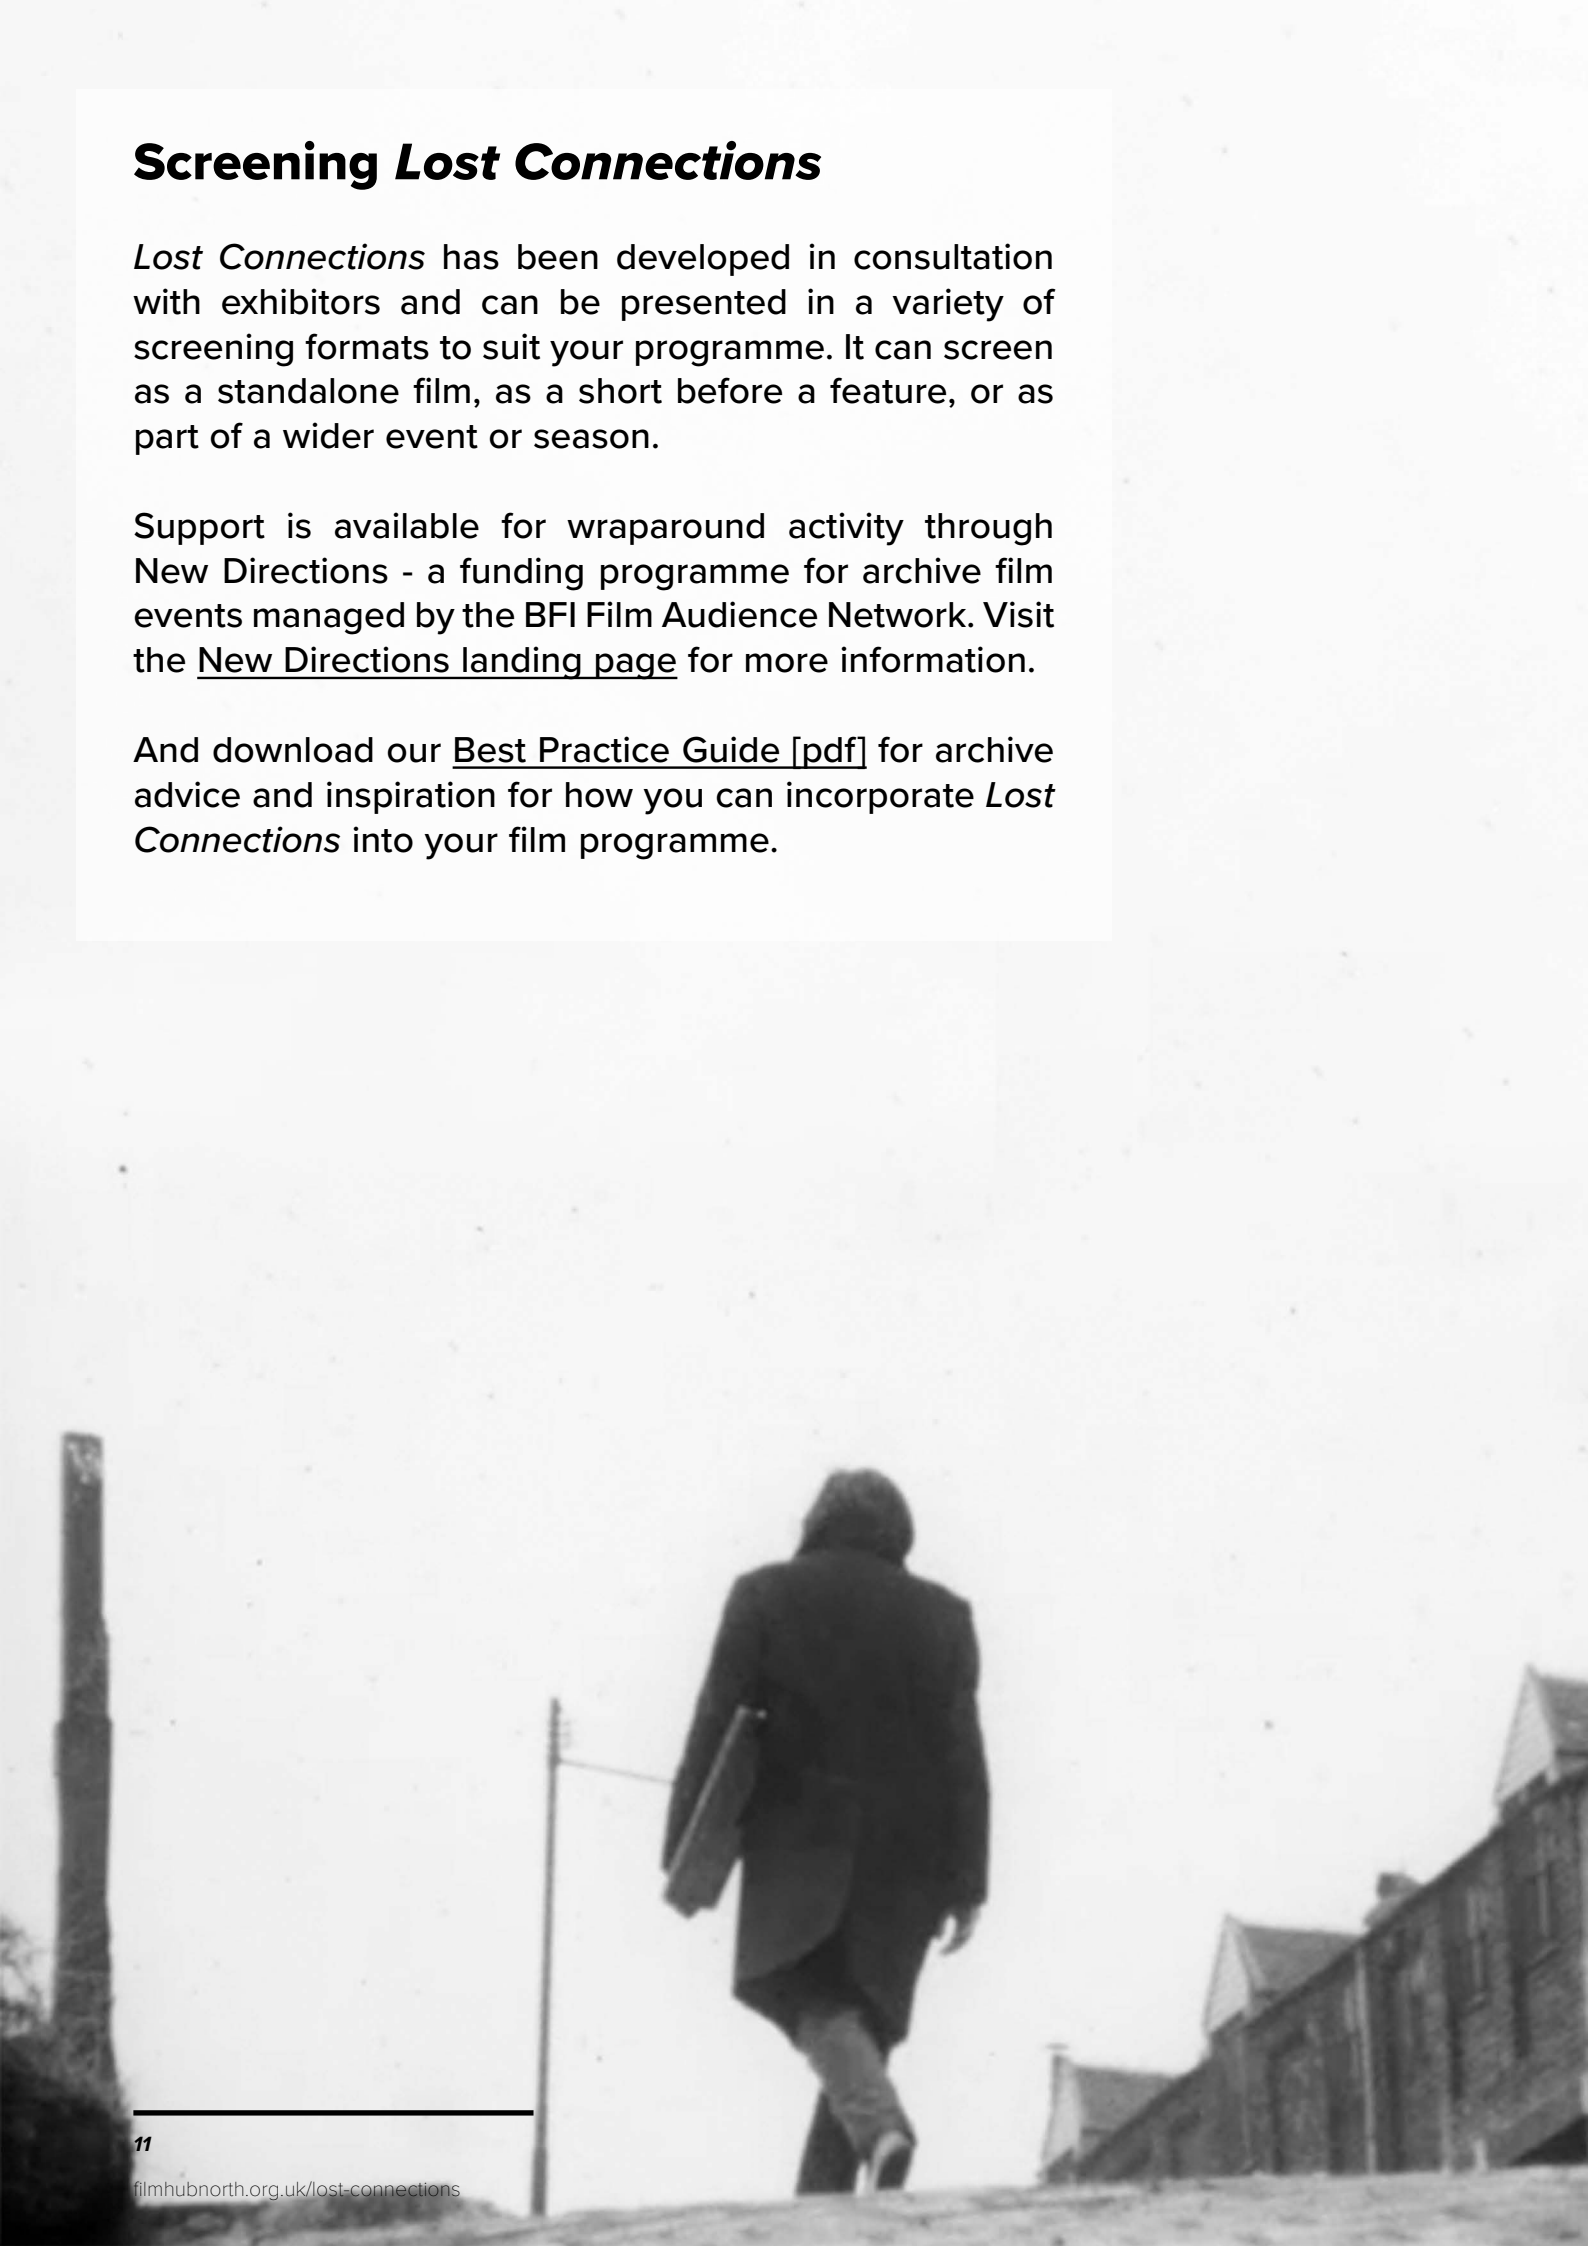 Screening Lost Connections
Lost Connections has been developed in consultation
with exhibitors and can be presented in a variety of
screening formats to suit your programme. It can screen
as a standalone film, as a short before a feature, or as
part of a wider event or season.
Support is available for wraparound activity through
New Directions - a funding programme for archive film
events managed by the BFI Film Audience Network. Visit
the New Directions landing page for more information.
And download our Best Practice Guide [pdf] for archive
advice and inspiration for how you can incorporate Lost
Connections into your film programme.
11
filmhubnorth.org.uk/lost-connections